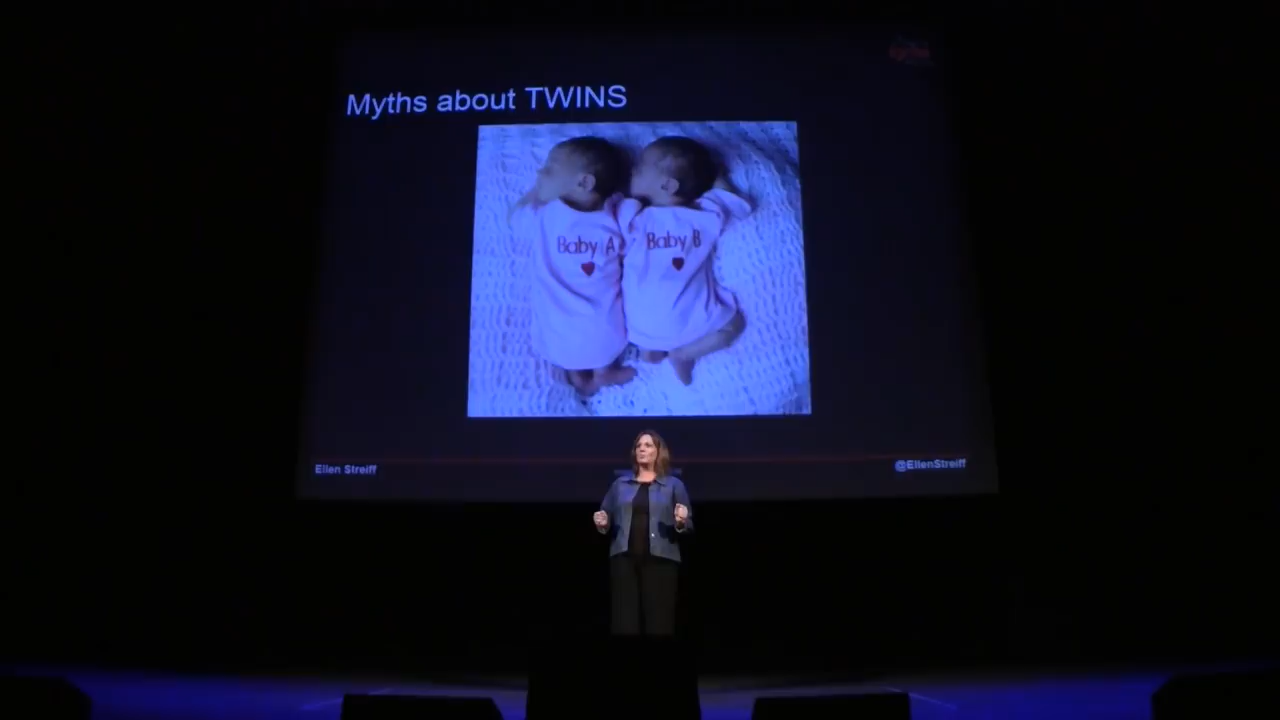 Myths about TWINS
Baby A
Baby B
Ellen Streiff
@EllenStreiff